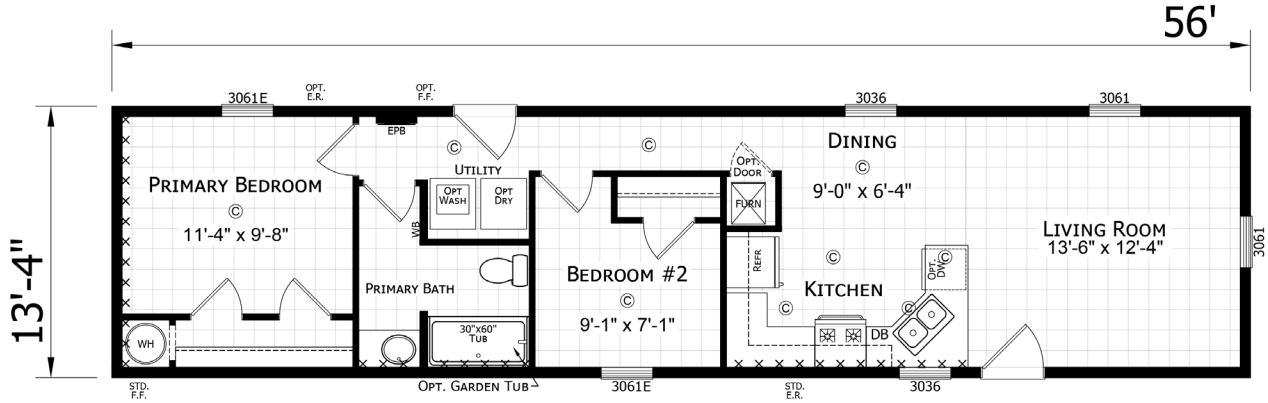 56'
3061E
OPT.
E.R.
OPT.
F.F.
3036
3061
13'-4"
EPB
C
C
DINING
C
9'-0" x 6'-4"
UTILITY
OPT
WASH
OPT
DRY
OPT
DOOR
FURN
PRIMARY BEDROOM
C
11'-4" x 9'-8"
WB
LIVING ROOM
13'-6" x 12'-4"
3061
BEDROOM #2
C
9'-1" x 7'-1"
REFR
C
OPT.
DW
C
KITCHEN
C
C
DB
PRIMARY BATH
30"x60"
TUB
WH
OPT. GARDEN TUB
STD.
F.F.
3061E
STD.
E.R.
3036